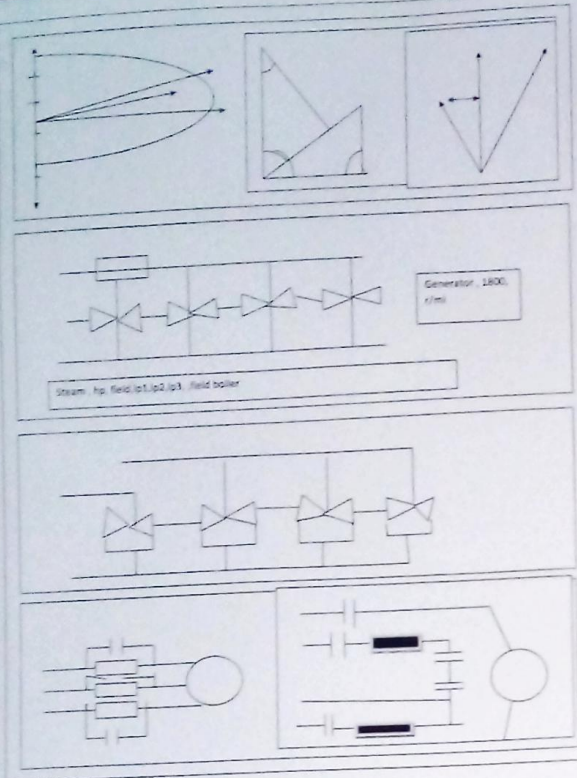 Generator , 1800,
r/mi
Steam , hp, field,lp1,lp2,lp3 ,field boiler